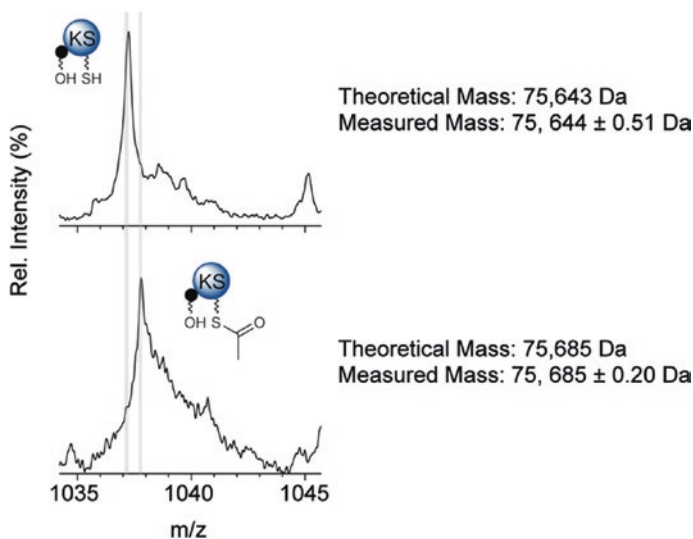 KS
OH SH
Theoretical Mass: 75,643 Da
Measured Mass: 75, 644 ± 0.51 Da
Rel. Intensity (%)
KS
OH S O
Theoretical Mass: 75,685 Da
Measured Mass: 75, 685 ± 0.20 Da
1035 1040 1045
m/z